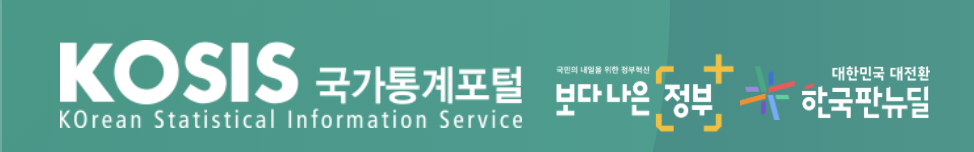 KOSIS 국가통계포털
KOrean Statistical Information Service
국민의 내일을 위한 정부혁신
보다나은 정부
대한민국 대전환
한국판뉴딜